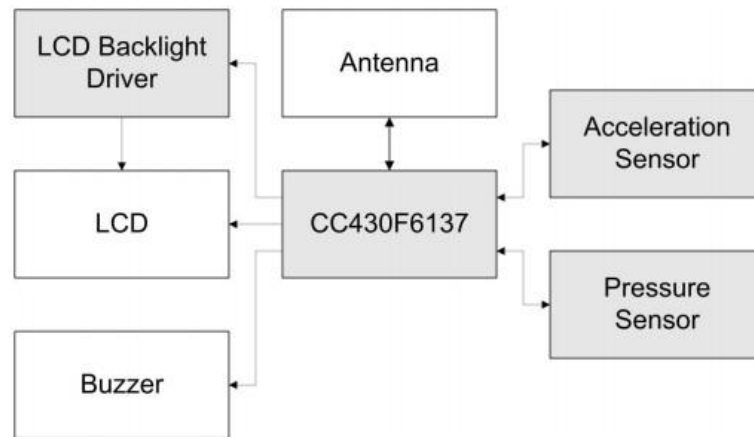 LCD Backlight
Driver
Antenna
Acceleration
Sensor
LCD
CC430F6137
Pressure
Sensor
Buzzer